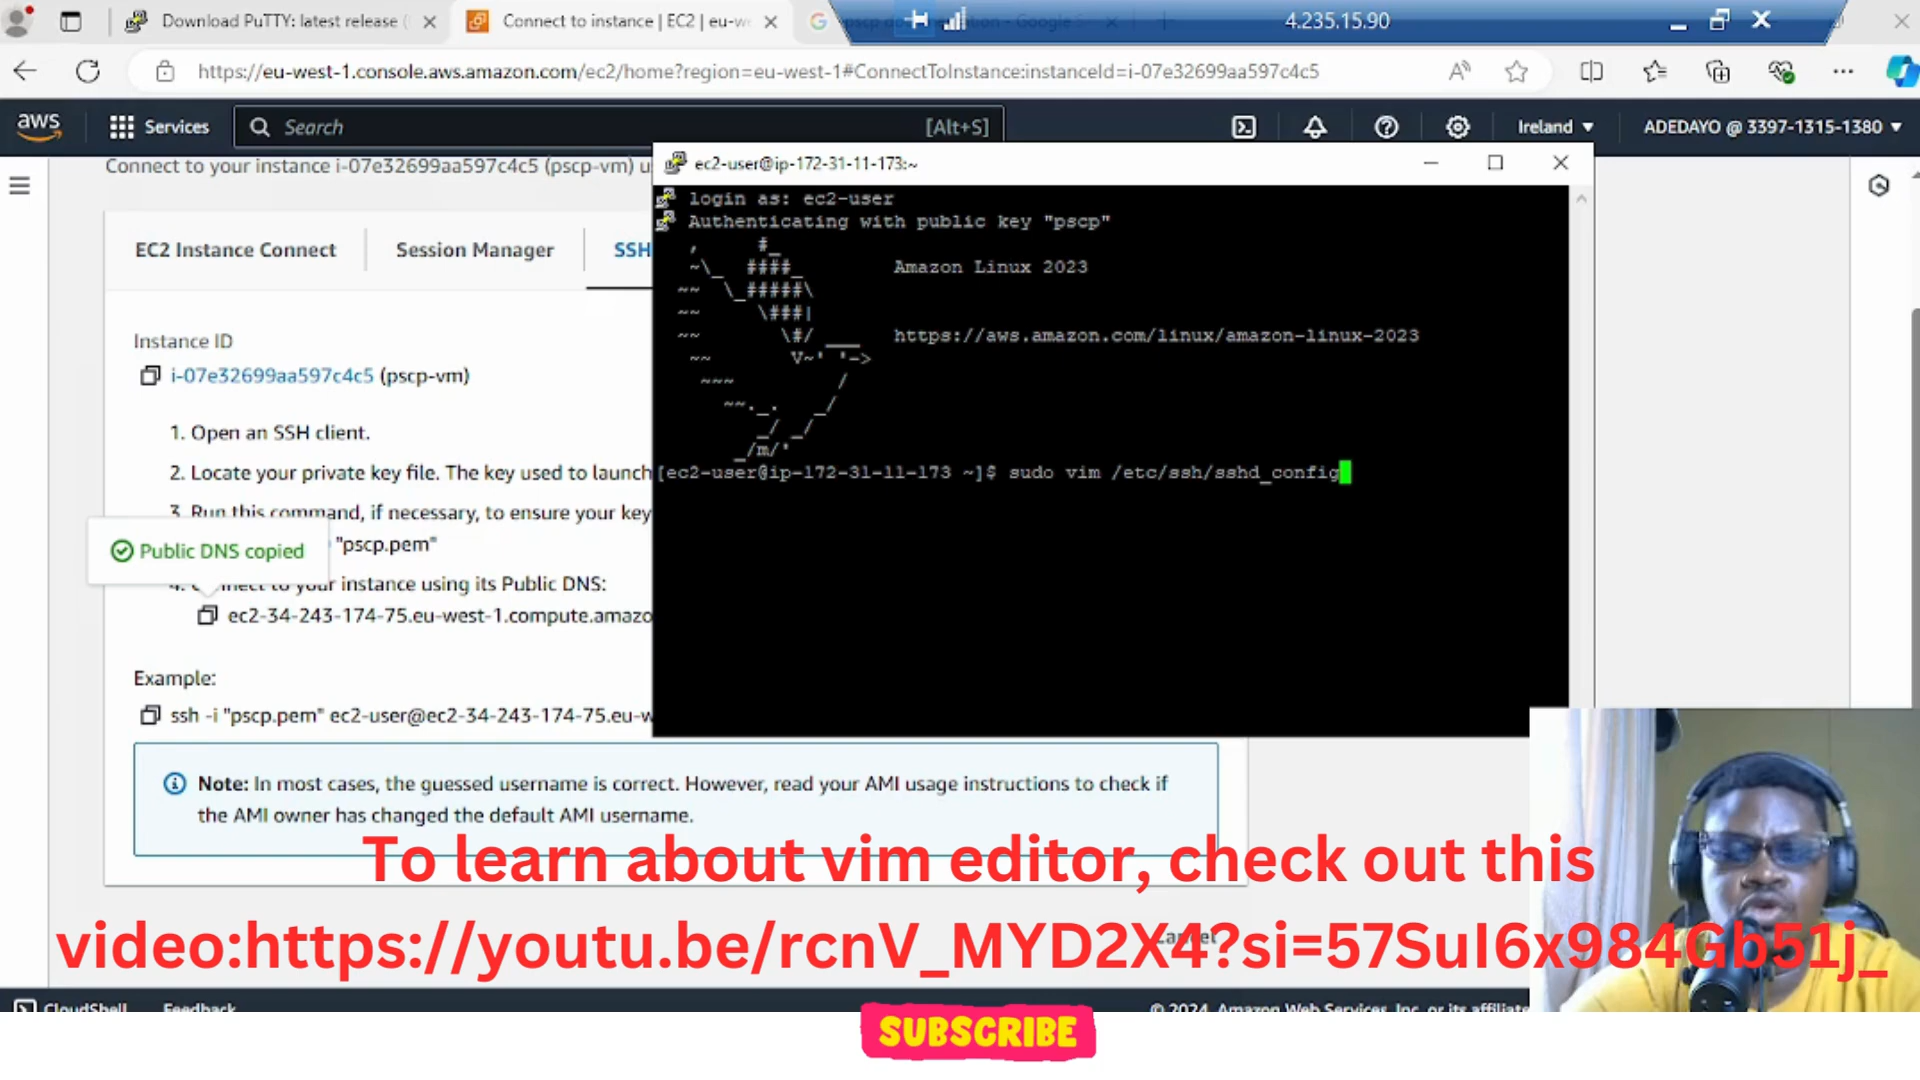 Download PuTTY: latest release (
Connect to instance | EC2 | eu-we
4.235.15.90
https://eu-west-1.console.aws.amazon.com/ec2/home?region=eu-west-1#ConnectToInstance:instanceId=i-07e32699aa597c4c5
aws
Services
Search
[Alt+S]
Ireland
ADEDAYO @ 3397-1315-1380
Connect to your instance i-07e32699aa597c4c5 (pscp-vm) u
EC2 Instance Connect
Session Manager
SSH
Instance ID
i-07e32699aa597c4c5 (pscp-vm)
1. Open an SSH client.
2. Locate your private key file. The key used to launch
3. Run this command, if necessary, to ensure your key
"pscp.pem"
Public DNS copied
4. Connect to your instance using its Public DNS:
ec2-34-243-174-75.eu-west-1.compute.amazo
Example:
ssh -i "pscp.pem" ec2-user@ec2-34-243-174-75.eu-w
Note: In most cases, the guessed username is correct. However, read your AMI usage instructions to check if
the AMI owner has changed the default AMI username.
Cancel
ec2-user@ip-172-31-11-173:~
login as: ec2-user
Authenticating with public key "pscp"
Amazon Linux 2023
https://aws.amazon.com/linux/amazon-linux-2023
[ec2-user@ip-172-31-11-173 ~]$ sudo vim /etc/ssh/sshd_config
To learn about vim editor, check out this
video:https://youtu.be/rcnV_MYD2X4?si=57SuI6x984Gb51j_
CloudShell
Feedback
© 2024, Amazon Web Services, Inc. or its affiliate
SUBSCRIBE